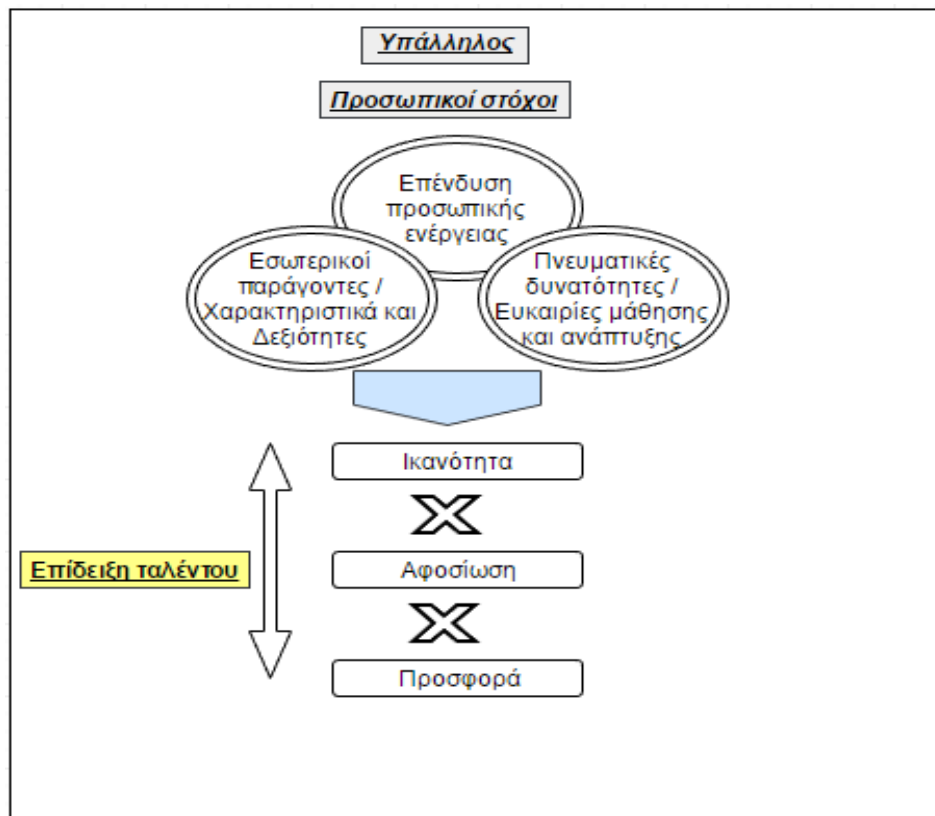 Υπάλληλος
Προσωπικοί στόχοι
Επένδυση
προσωπικής
ενέργειας
Εσωτερικοί
παράγοντες /
Χαρακτηριστικά και
Δεξιότητες
Πνευματικές
δυνατότητες /
Ευκαιρίες μάθησης
και ανάπτυξης
Ικανότητα
X
Επίδειξη ταλέντου
Αφοσίωση
X
Προσφορά